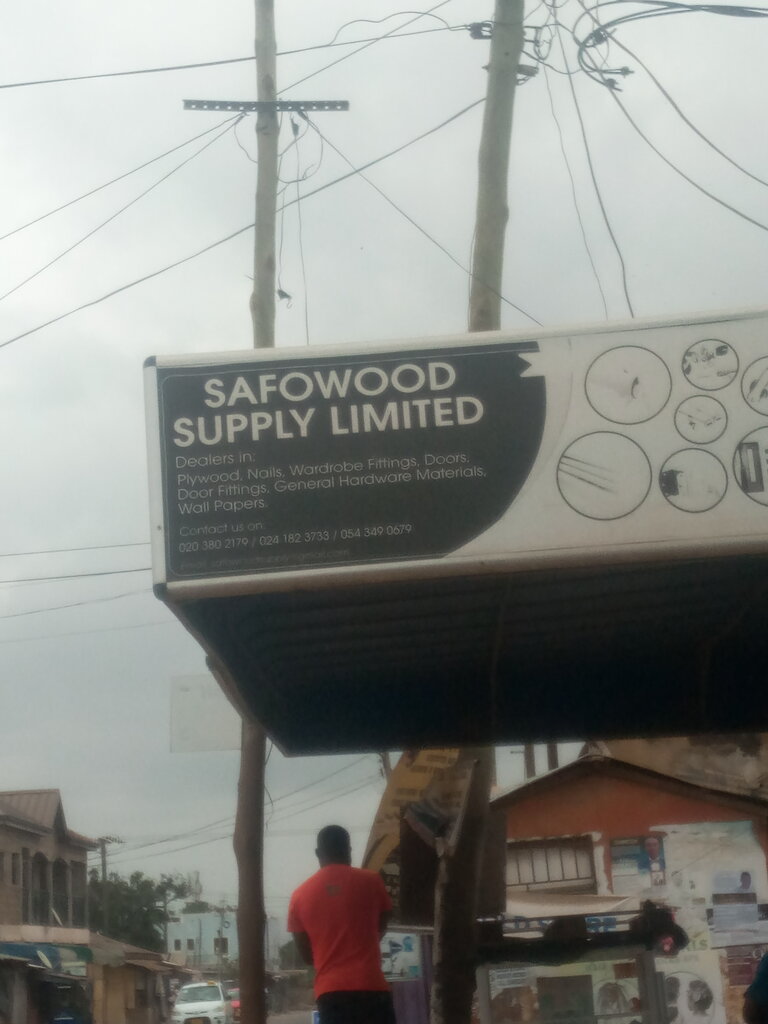 SAFOWOOD
SUPPLY LIMITED
Dealers in:
Plywood, Nails, Wardrobe Fittings, Doors,
Door Fittings, General Hardware Materials,
Wall Papers.
Contact us on:
020 380 2179 / 024 182 3733 / 054 349 0679